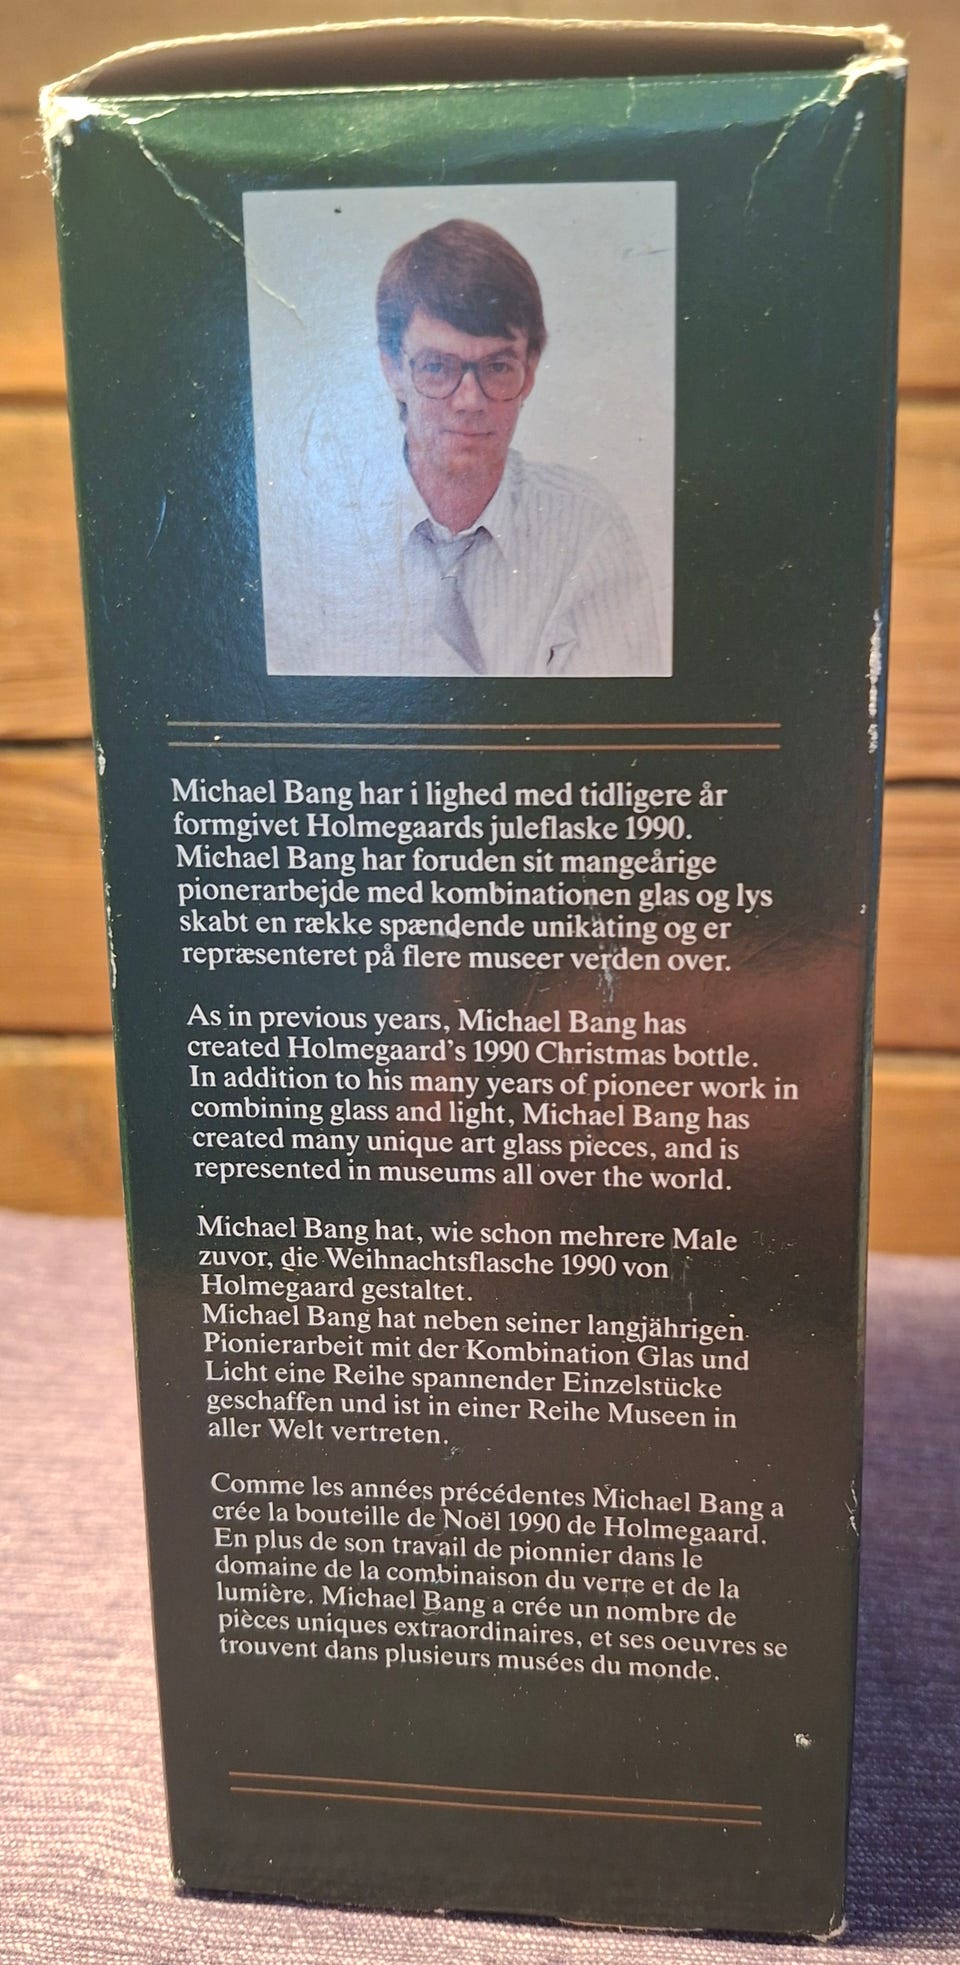 Michael Bang har i lighed med tidligere år
formgivet Holmegaards juleflaske 1990.
Michael Bang har foruden sit mangeårige
pionerarbejde med kombinationen glas og lys
skabt en række spændende unikating og er
repræsenteret på flere museer verden over.
As in previous years, Michael Bang has
created Holmegaard's 1990 Christmas bottle.
In addition to his many years of pioneer work in
combining glass and light, Michael Bang has
created many unique art glass pieces, and is
represented in museums all over the world.
Michael Bang hat, wie schon mehrere Male
zuvor, die Weihnachtsflasche 1990 von
Holmegaard gestaltet.
Michael Bang hat neben seiner langjährigen
Pionierarbeit mit der Kombination Glas und
Licht eine Reihe spannender Einzelstücke
geschaffen und ist in einer Reihe Museen in
aller Welt vertreten.
Comme les années précédentes Michael Bang a
crée la bouteille de Noël 1990 de Holmegaard.
En plus de son travail de pionnier dans le
domaine de la combinaison du verre et de la
lumière. Michael Bang a crée un nombre de
pièces uniques extraordinaires, et ses oeuvres se
trouvent dans plusieurs musées du monde.